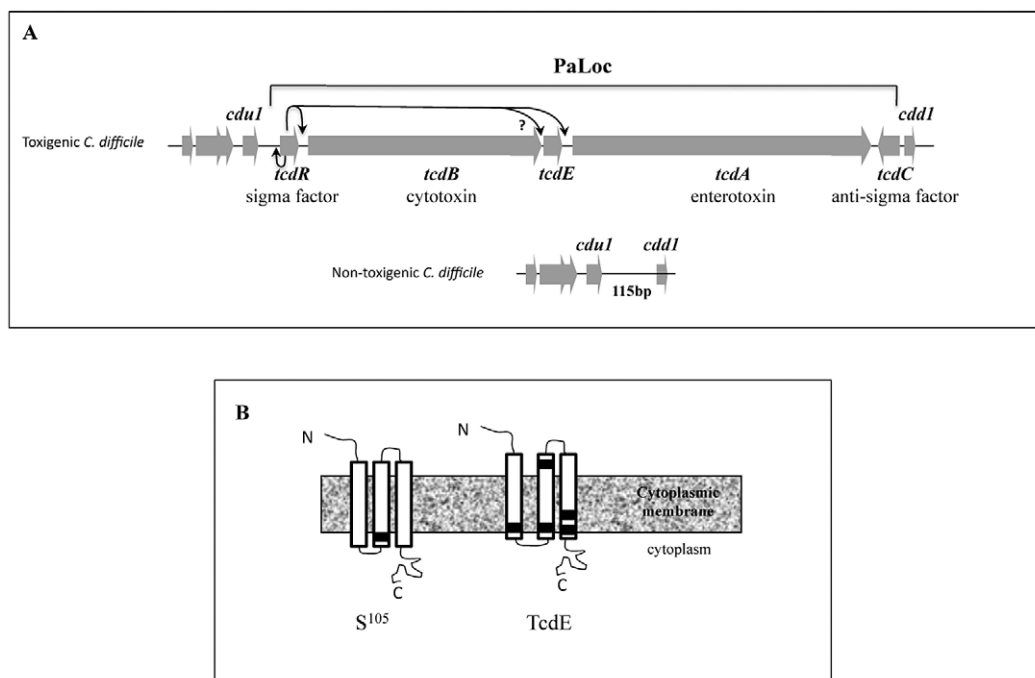 A
PaLoc
cdu1
cdd1
?
Toxigenic C. difficile
tcdR
tcdB
tcdE
tcdA
tcdC
sigma factor
cytotoxin
enterotoxin
anti-sigma factor
cdu1
cdd1
Non-toxigenic C. difficile
115bp
B
N
N
Cytoplasmic
membrane
cytoplasm
C
C
S¹⁰⁵
TcdE